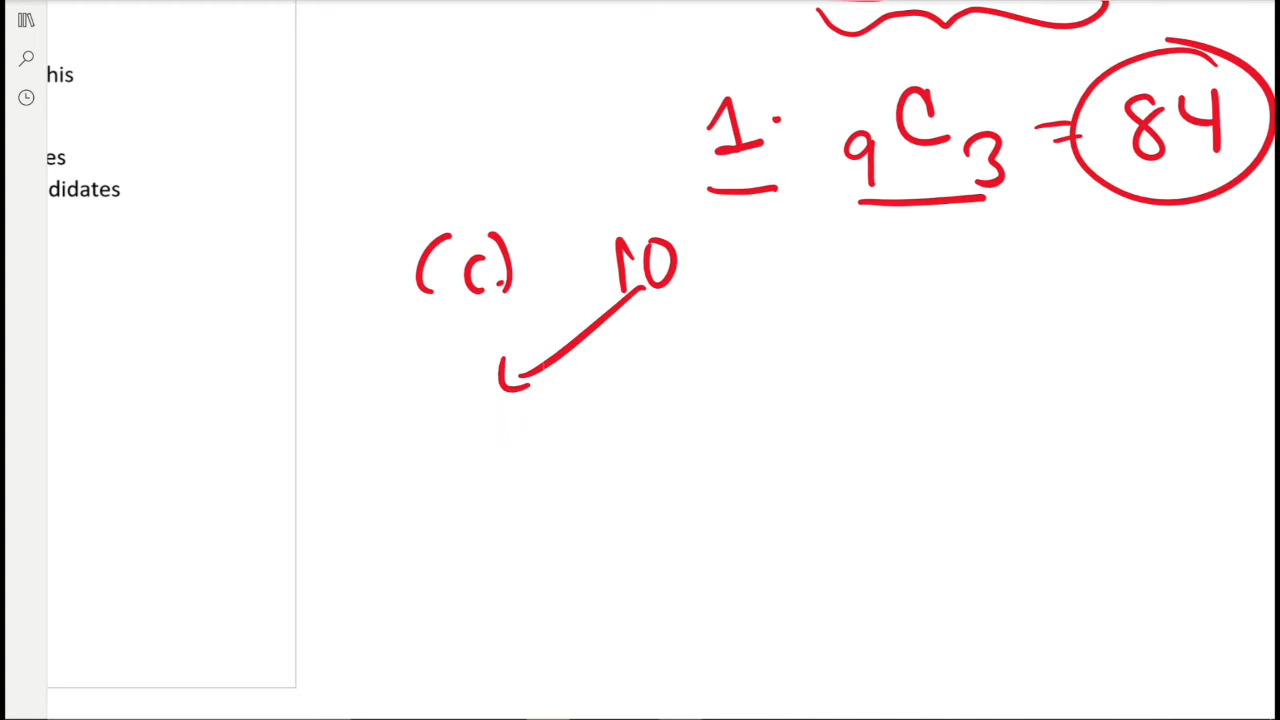 his
es
didates
1. 9C3 = 84
(c) 10